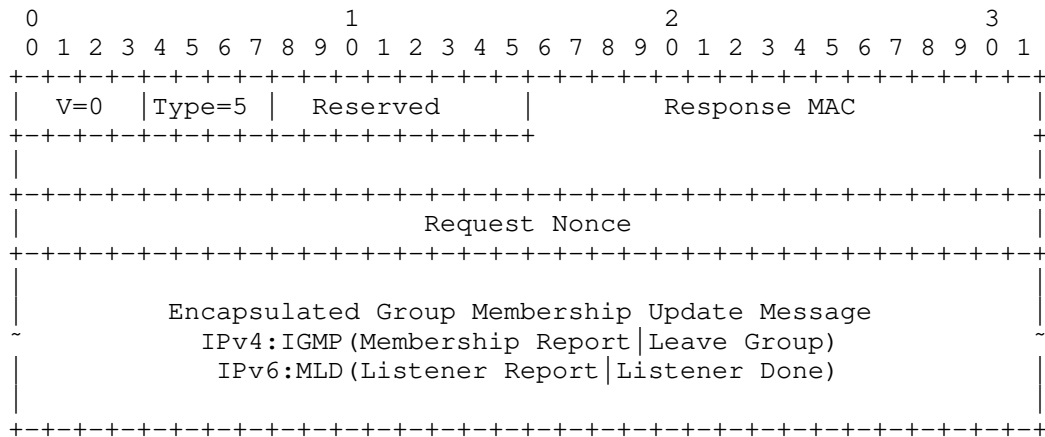 0                   1                   2                   3
 0 1 2 3 4 5 6 7 8 9 0 1 2 3 4 5 6 7 8 9 0 1 2 3 4 5 6 7 8 9 0 1
+-+-+-+-+-+-+-+-+-+-+-+-+-+-+-+-+-+-+-+-+-+-+-+-+-+-+-+-+-+-+-+-+
|  V=0  |Type=5 |  Reserved     |        Response MAC           |
+-+-+-+-+-+-+-+-+-+-+-+-+-+-+-+-+                               +
|                                                               |
+-+-+-+-+-+-+-+-+-+-+-+-+-+-+-+-+-+-+-+-+-+-+-+-+-+-+-+-+-+-+-+-+
|                         Request Nonce                         |
+-+-+-+-+-+-+-+-+-+-+-+-+-+-+-+-+-+-+-+-+-+-+-+-+-+-+-+-+-+-+-+-+
|                                                               |
|         Encapsulated Group Membership Update Message          |
~           IPv4:IGMP(Membership Report|Leave Group)            ~
|            IPv6:MLD(Listener Report|Listener Done)            |
|                                                               |
+-+-+-+-+-+-+-+-+-+-+-+-+-+-+-+-+-+-+-+-+-+-+-+-+-+-+-+-+-+-+-+-+